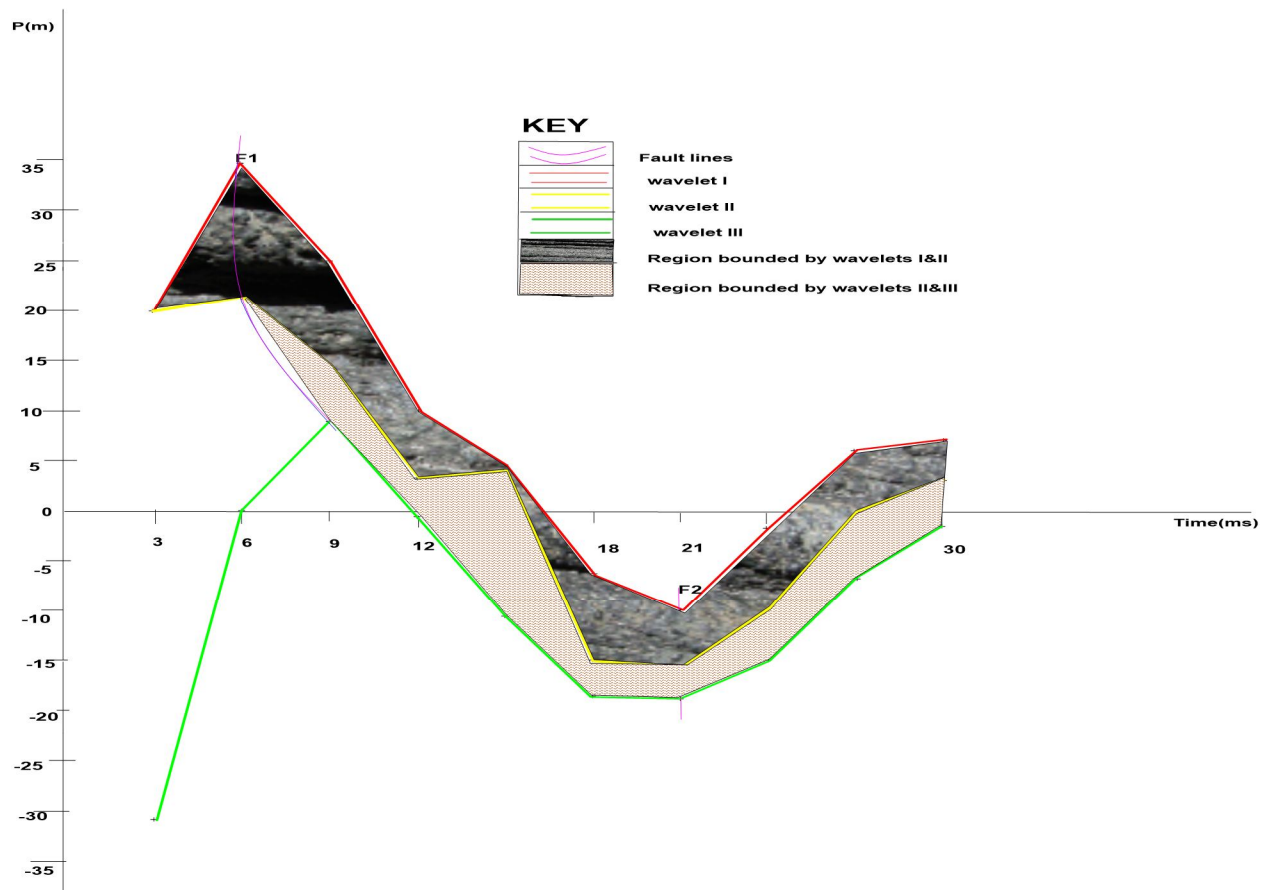 P(m)
KEY
Fault lines
wavelet I
wavelet II
wavelet III
Region bounded by wavelets I&II
Region bounded by wavelets II&III
F1
35
30
25
20
15
10
5
0
-5
-10
-15
-20
-25
-30
-35
3 6 9 12 18 21 30
Time(ms)
F2